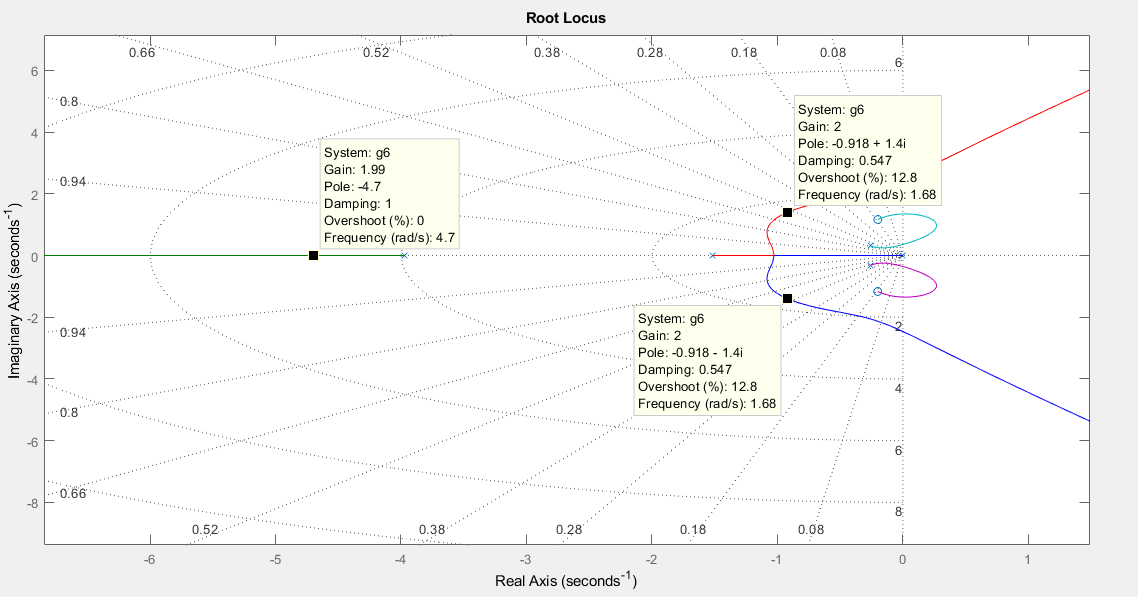 Root Locus
0.66
0.52
0.38
0.28
0.18
0.08
0.8
0.94
0.94
0.8
0.66
0.52
0.38
0.28
0.18
0.08
6
2
4
6
8
System: g6
Gain: 1.99
Pole: -4.7
Damping: 1
Overshoot (%): 0
Frequency (rad/s): 4.7
System: g6
Gain: 2
Pole: -0.918 + 1.4i
Damping: 0.547
Overshoot (%): 12.8
Frequency (rad/s): 1.68
System: g6
Gain: 2
Pole: -0.918 - 1.4i
Damping: 0.547
Overshoot (%): 12.8
Frequency (rad/s): 1.68
6
4
2
0
-2
-4
-6
-8
Imaginary Axis (seconds⁻¹)
-6
-5
-4
-3
-2
-1
0
1
Real Axis (seconds⁻¹)